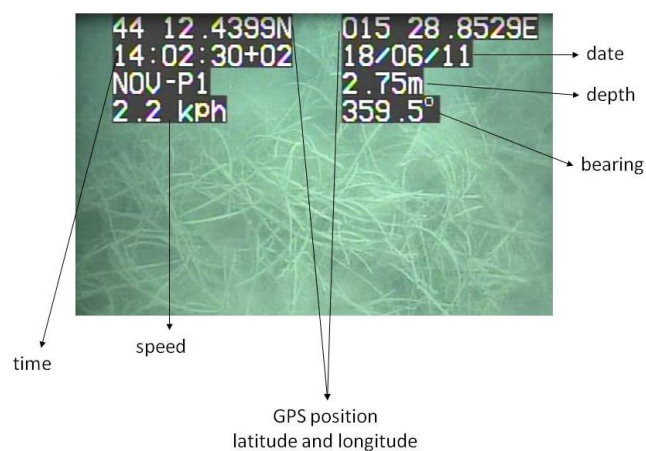 44 12.4399N 015 28.8529E
14:02:30+02 18/06/11
NOV-P1 2.75m
2.2 kph 359.5°
date
depth
bearing
speed
time
GPS position
latitude and longitude